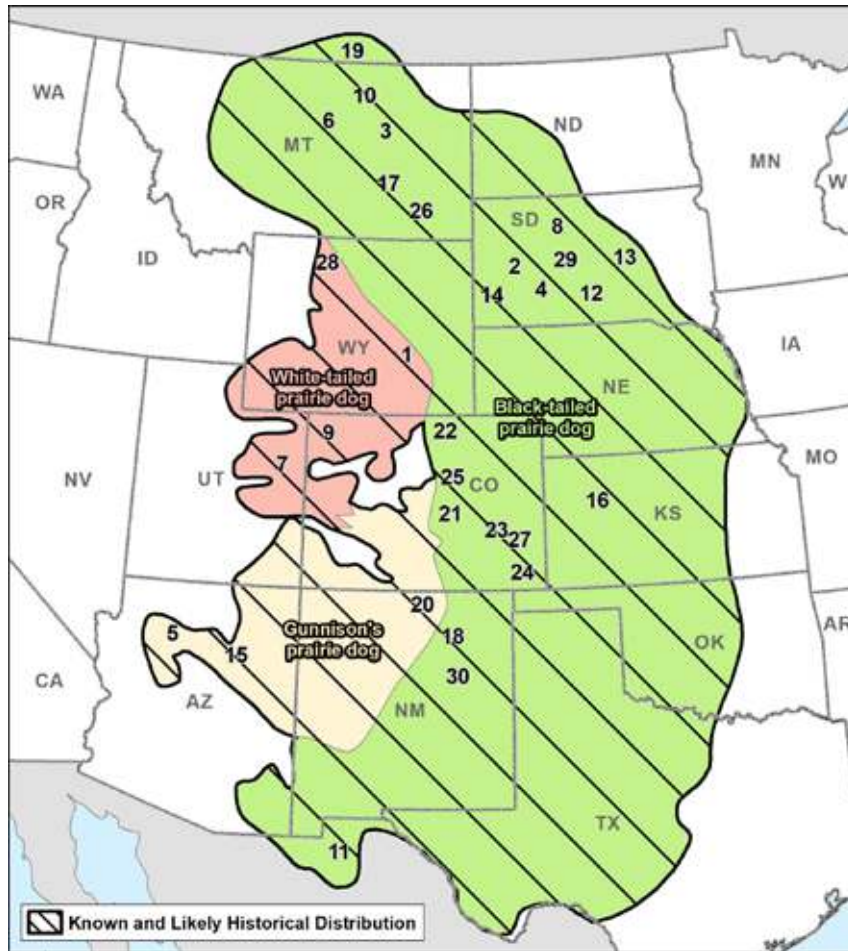 19
WA
10
ND
6
3
MT
MN
W
17
OR
26
SD
8
ID
28
2
29
13
14
4
12
WY
1
IA
White-tailed
prairie dog
NE
Black-tailed
prairie dog
9
22
MO
NV
UT
7
25
CO
16
21
KS
23
27
24
20
5
Gunnison's
prairie dog
18
OK
AR
15
CA
30
AZ
NM
TX
11
Known and Likely Historical Distribution